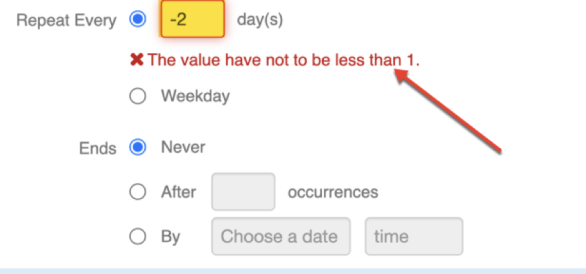 Repeat Every -2 day(s)
The value have not to be less than 1.
Weekday
Ends Never
After occurrences
By Choose a date time